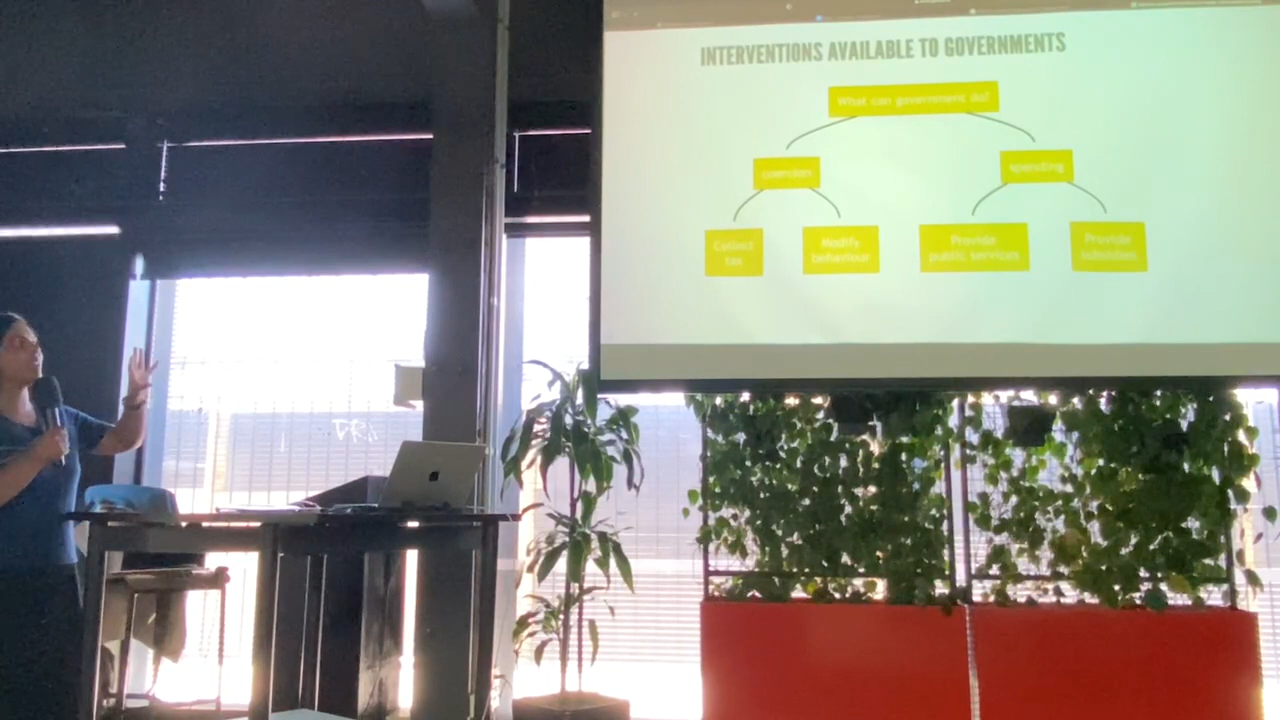 INTERVENTIONS AVAILABLE TO GOVERNMENTS
What can government do?
coercion
spending
Collect
tax
Modify
behaviour
Provide
public services
Provide
subsidies